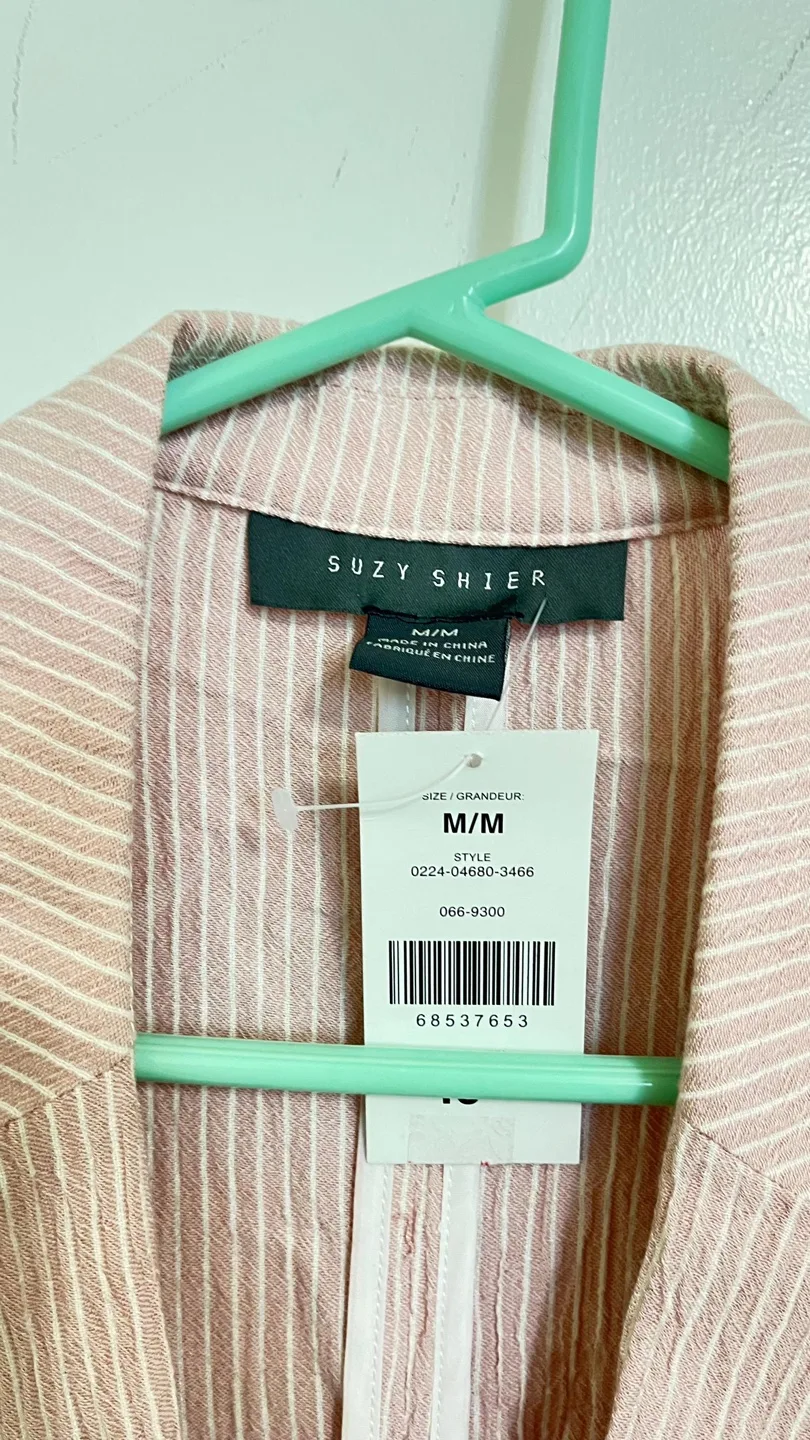 SUZY SHIER
M/M
MADE IN CHINA
FABRIQUÉ EN CHINE
SIZE / GRANDEUR:
M/M
STYLE
0224-04680-3466
066-9300
68537653